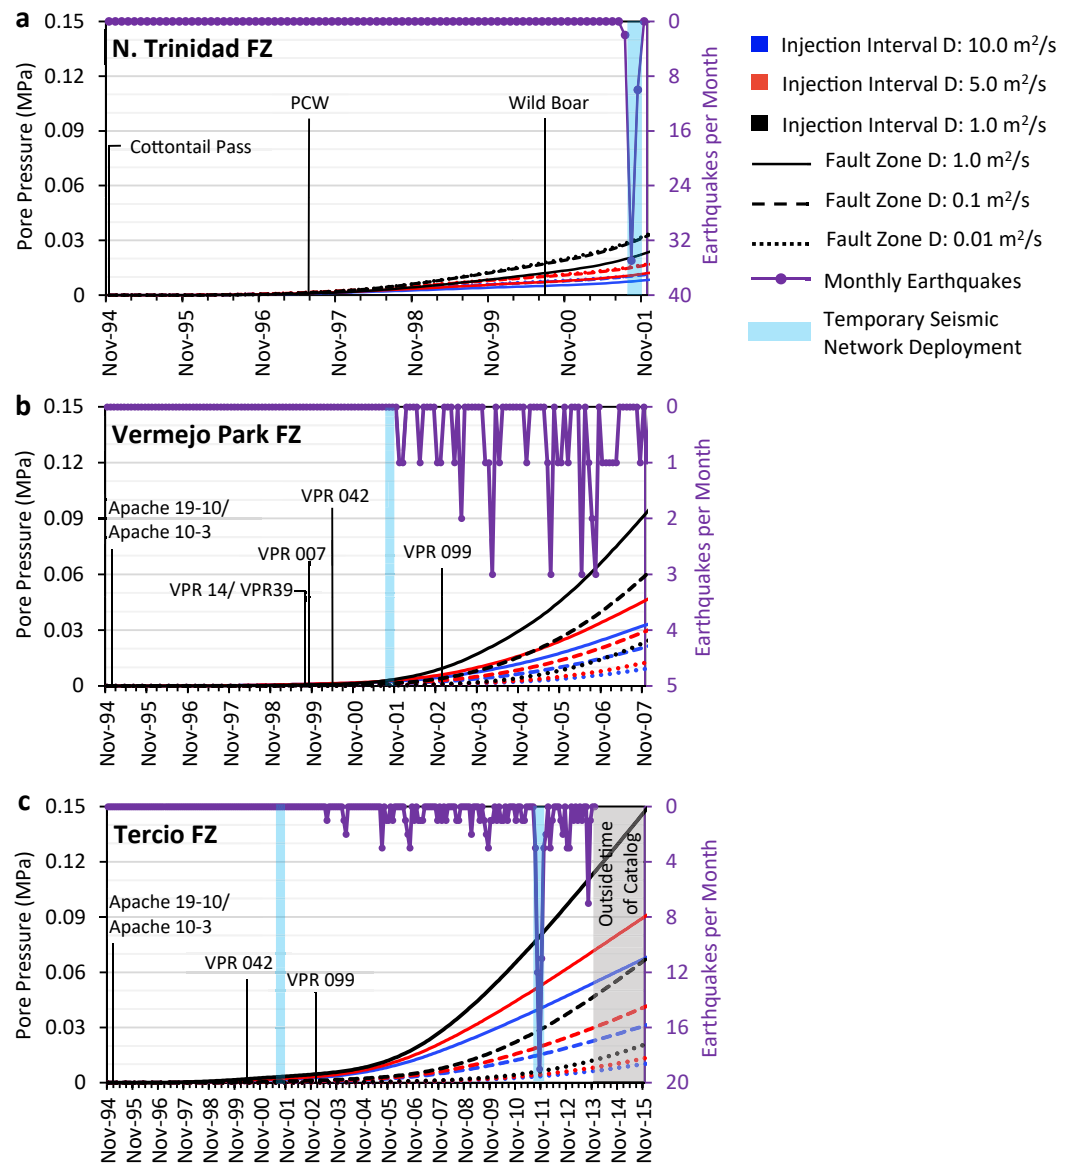 a
N. Trinidad FZ
Pore Pressure (MPa)
0.15
0.12
0.09
0.06
0.03
0
PCW
Wild Boar
Cottontail Pass
0
8
16
24
32
40
Earthquakes per Month
Nov-94
Nov-95
Nov-96
Nov-97
Nov-98
Nov-99
Nov-00
Nov-01
Injection Interval D: 10.0 m²/s
Injection Interval D: 5.0 m²/s
Injection Interval D: 1.0 m²/s
Fault Zone D: 1.0 m²/s
Fault Zone D: 0.1 m²/s
Fault Zone D: 0.01 m²/s
Monthly Earthquakes
Temporary Seismic
Network Deployment
b
Vermejo Park FZ
Pore Pressure (MPa)
0.15
0.12
0.09
0.06
0.03
0
Apache 19-10/
Apache 10-3
VPR 042
VPR 007
VPR 099
VPR 14/ VPR39
0
1
2
3
4
5
Earthquakes per Month
Nov-94
Nov-95
Nov-96
Nov-97
Nov-98
Nov-99
Nov-00
Nov-01
Nov-02
Nov-03
Nov-04
Nov-05
Nov-06
Nov-07
c
Tercio FZ
Pore Pressure (MPa)
0.15
0.12
0.09
0.06
0.03
0
Apache 19-10/
Apache 10-3
VPR 042
VPR 099
Outside time
of Catalog
0
4
8
12
16
20
Earthquakes per Month
Nov-94
Nov-95
Nov-96
Nov-97
Nov-98
Nov-99
Nov-00
Nov-01
Nov-02
Nov-03
Nov-04
Nov-05
Nov-06
Nov-07
Nov-08
Nov-09
Nov-10
Nov-11
Nov-12
Nov-13
Nov-14
Nov-15